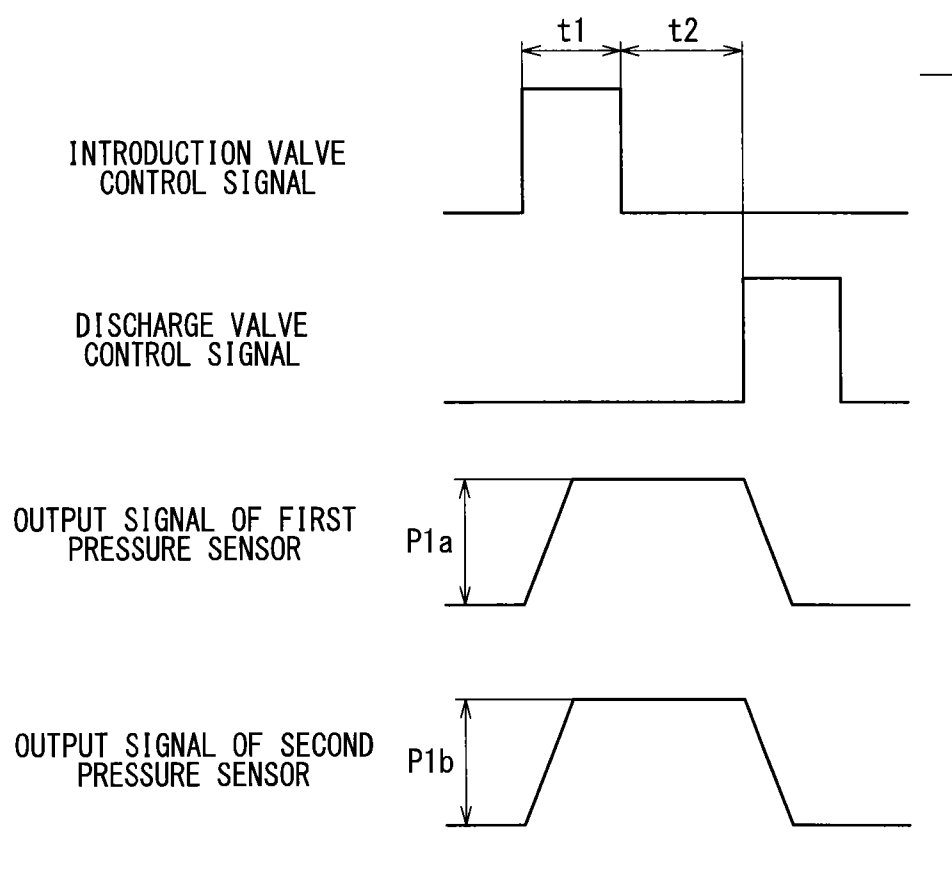 t1 t2
INTRODUCTION VALVE
CONTROL SIGNAL
DISCHARGE VALVE
CONTROL SIGNAL
OUTPUT SIGNAL OF FIRST
PRESSURE SENSOR
P1a
OUTPUT SIGNAL OF SECOND
PRESSURE SENSOR
P1b